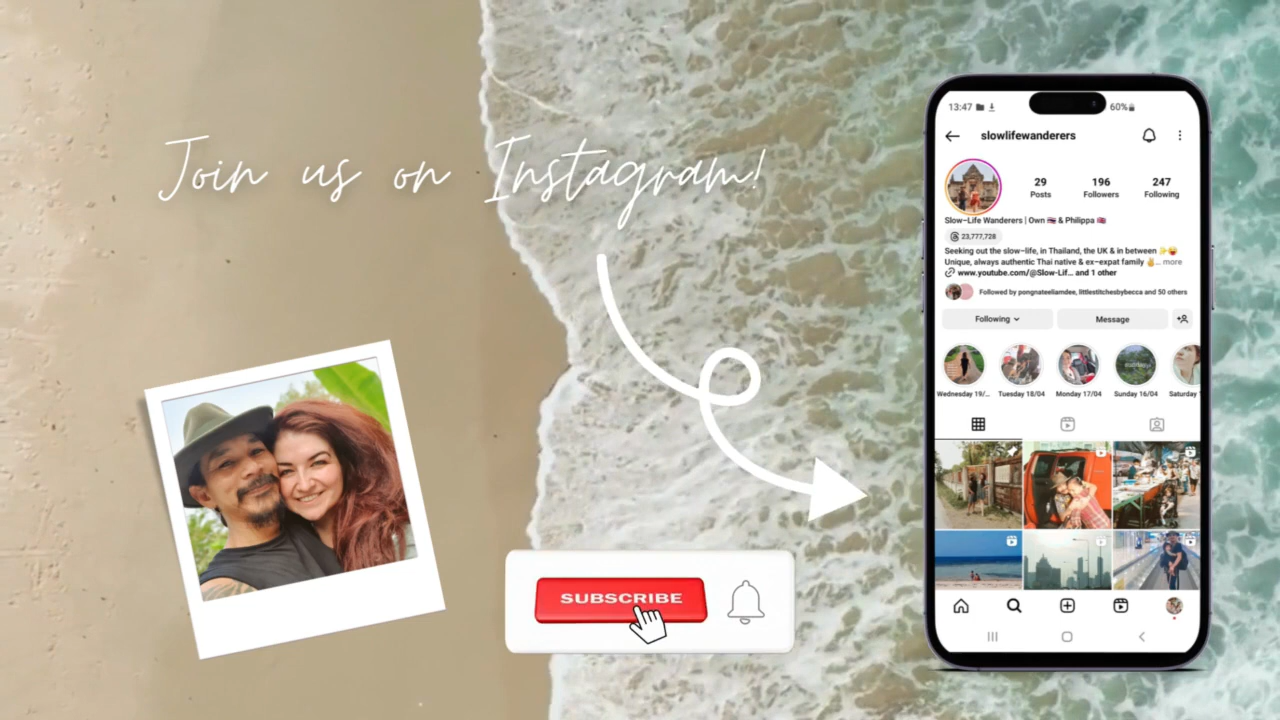 Join us on Instagram!
SUBSCRIBE
13:47
60%
slowlifewanderers
29
196
247
Posts
Followers
Following
Slow-Life Wanderers | Own 🇹🇭 & Philippa 🇬🇧
23,777,728
Seeking out the slow-life, in Thailand, the UK & in between
Unique, always authentic Thai native & ex-expat family ✌️... more
www.youtube.com/@Slow-Lif... and 1 other
Followed by pongnateeliamdee, littlestitchesbybecca and 50 others
Following
Message
Wednesday 19/...
Tuesday 18/04
Monday 17/04
Sunday 16/04
Saturday